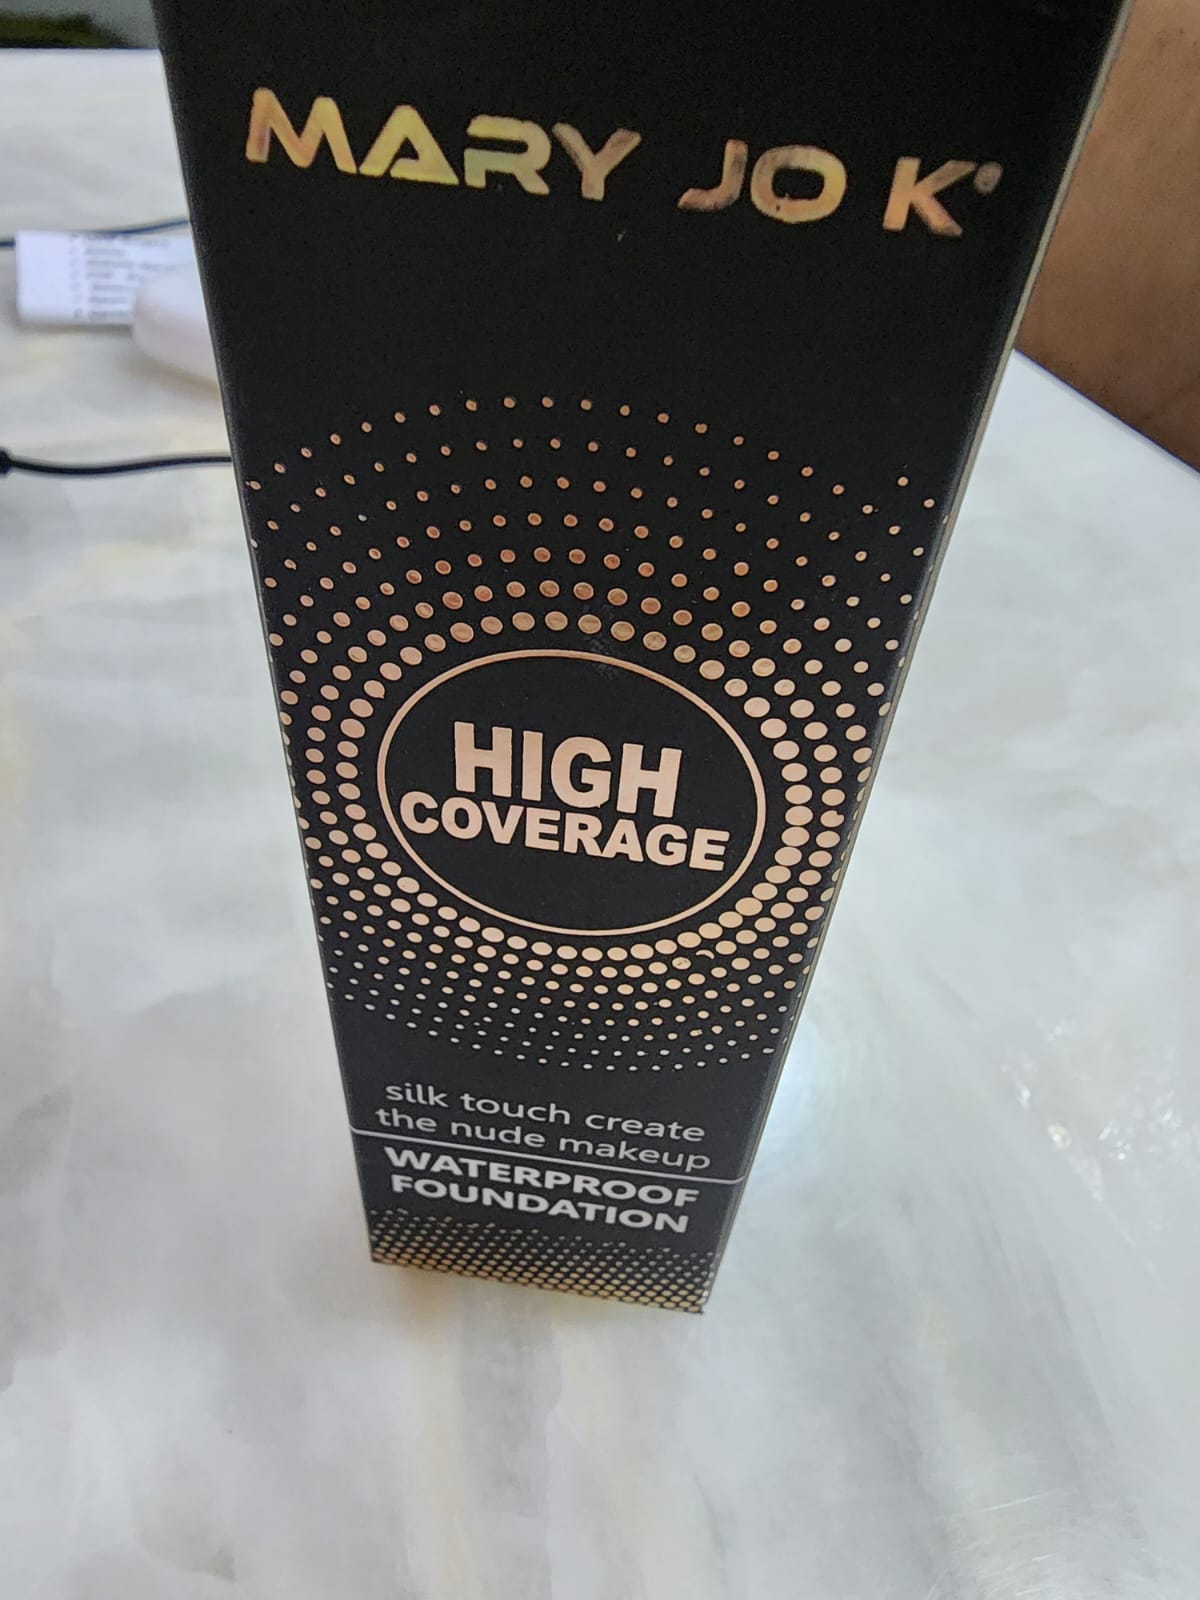 MARY JO K®
HIGH
COVERAGE
silk touch create
the nude makeup
WATERPROOF
FOUNDATION